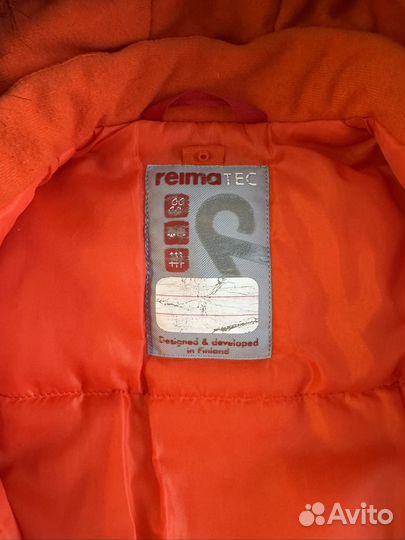 reimaTEC
Designed & developed
in Finland
Avito